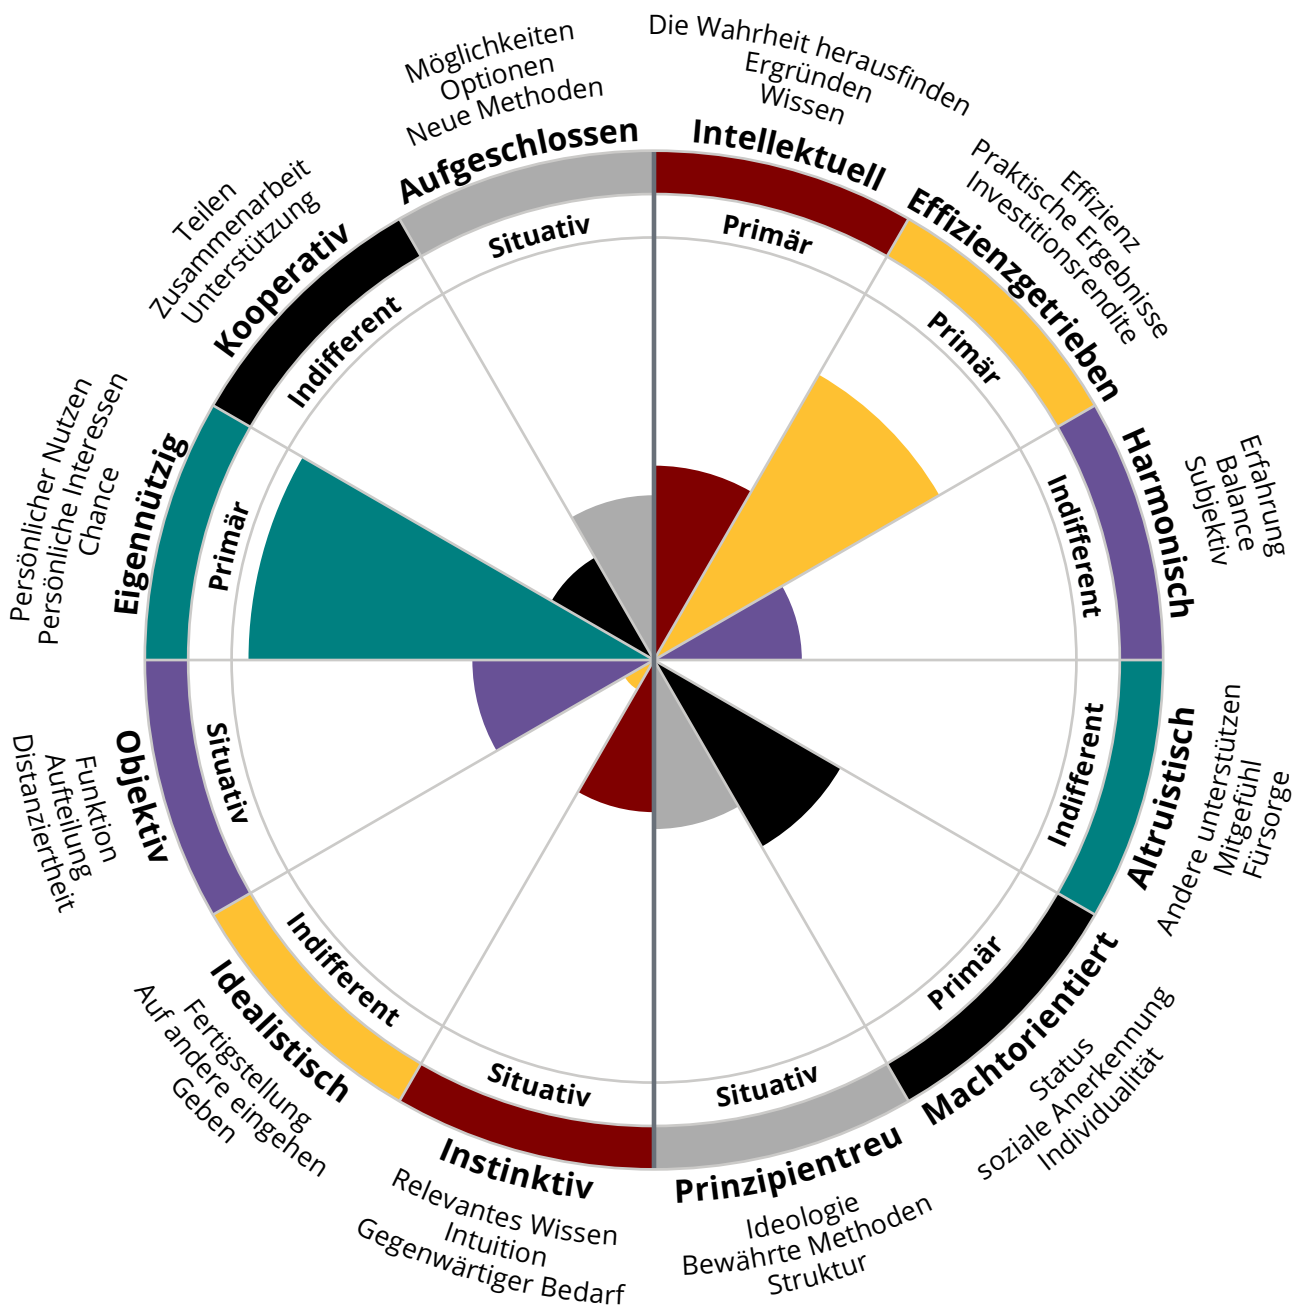 Möglichkeiten
Optionen
Neue Methoden
Aufgeschlossen
Situativ
Die Wahrheit herausfinden
Ergründen
Wissen
Intellektuell
Primär
Effizienz
Praktische Ergebnisse
Investitionsrendite
Effizienzgetrieben
Primär
Erfahrung
Balance
Subjektiv
Harmonisch
Indifferent
Andere unterstützen
Mitgefühl
Fürsorge
Altruistisch
Indifferent
Status
soziale Anerkennung
Individualität
Machtorientiert
Primär
Situativ
Prinzipientreu
Ideologie
Bewährte Methoden
Struktur
Situativ
Instinktiv
Relevantes Wissen
Intuition
Gegenwärtiger Bedarf
Indifferent
Idealistisch
Fertigstellung
Auf andere eingehen
Geben
Situativ
Objektiv
Funktion
Aufteilung
Distanziertheit
Persönlicher Nutzen
Persönliche Interessen
Chance
Eigennützig
Primär
Teilen
Zusammenarbeit
Unterstützung
Kooperativ
Indifferent